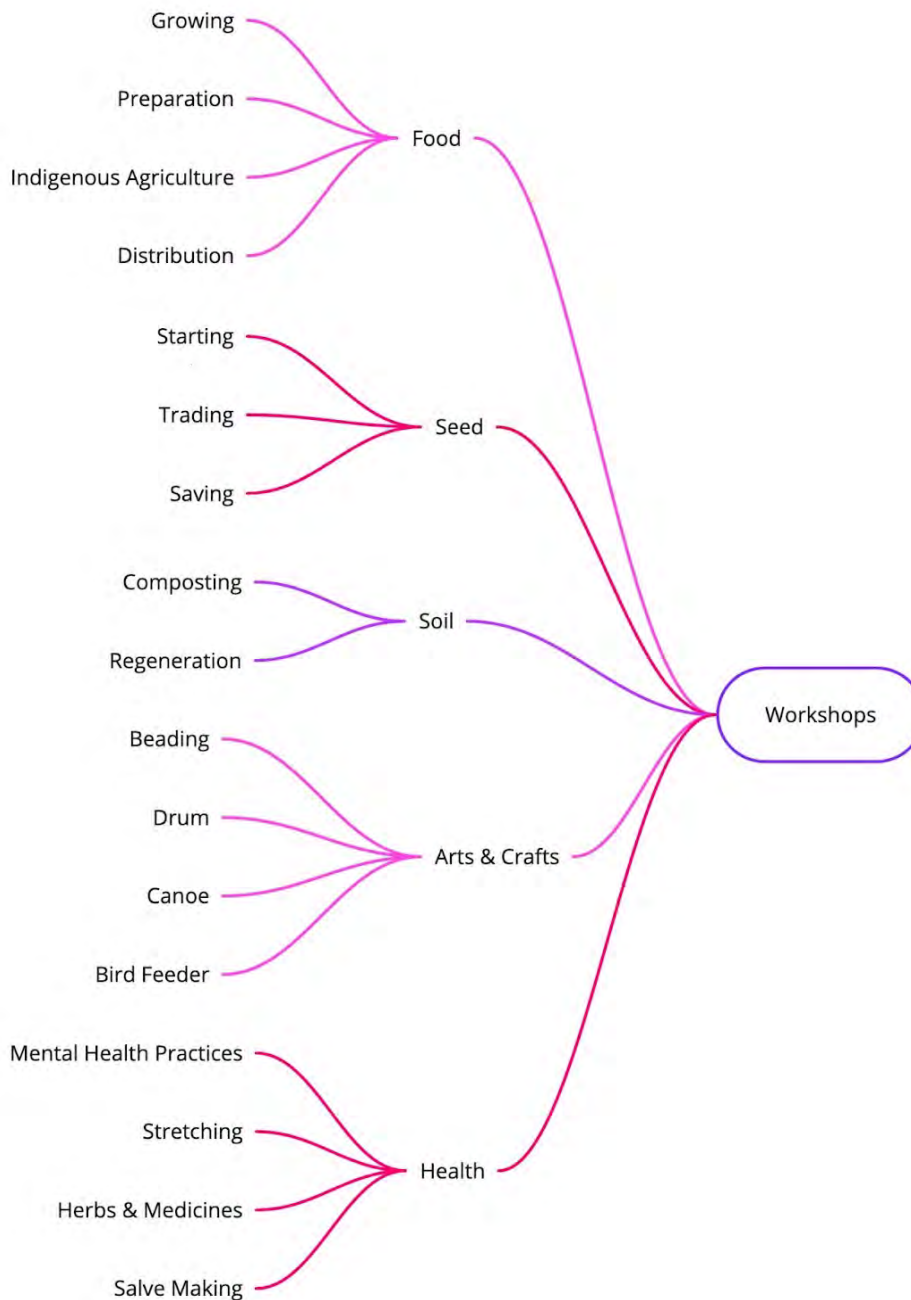 Growing
Preparation
Indigenous Agriculture
Distribution
Food
Starting
Trading
Saving
Seed
Composting
Regeneration
Soil
Beading
Drum
Canoe
Bird Feeder
Arts & Crafts
Mental Health Practices
Stretching
Herbs & Medicines
Salve Making
Health
Workshops